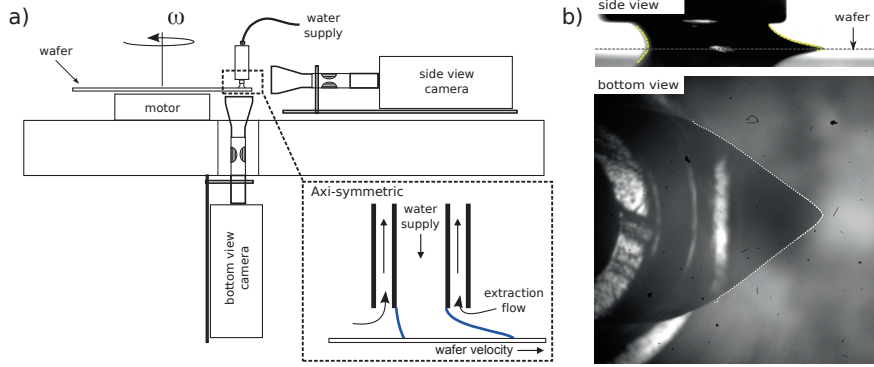 a)
ω
water
supply
wafer
side view
camera
motor
bottom view
camera
Axi-symmetric
water
supply
extraction
flow
wafer velocity
b)
side view
wafer
bottom view